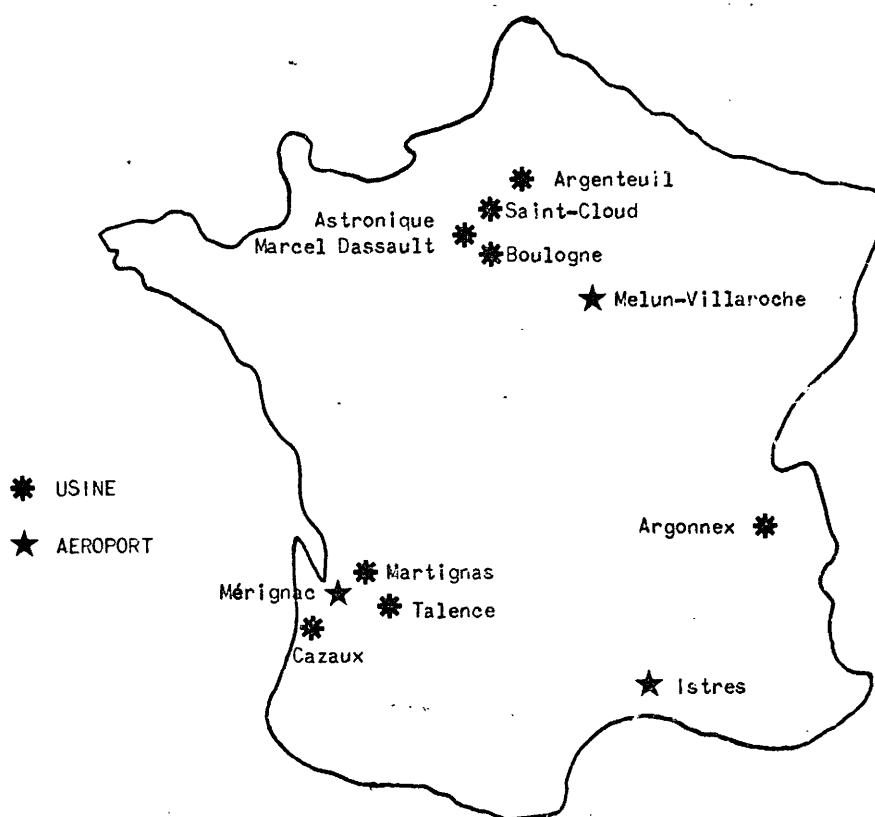 Argenteuil
Saint-Cloud
Astronique
Marcel Dassault
Boulogne
Melun-Villaroche
USINE
AEROPORT
Argonnex
Martignas
Mérignac
Talence
Cazaux
Istres